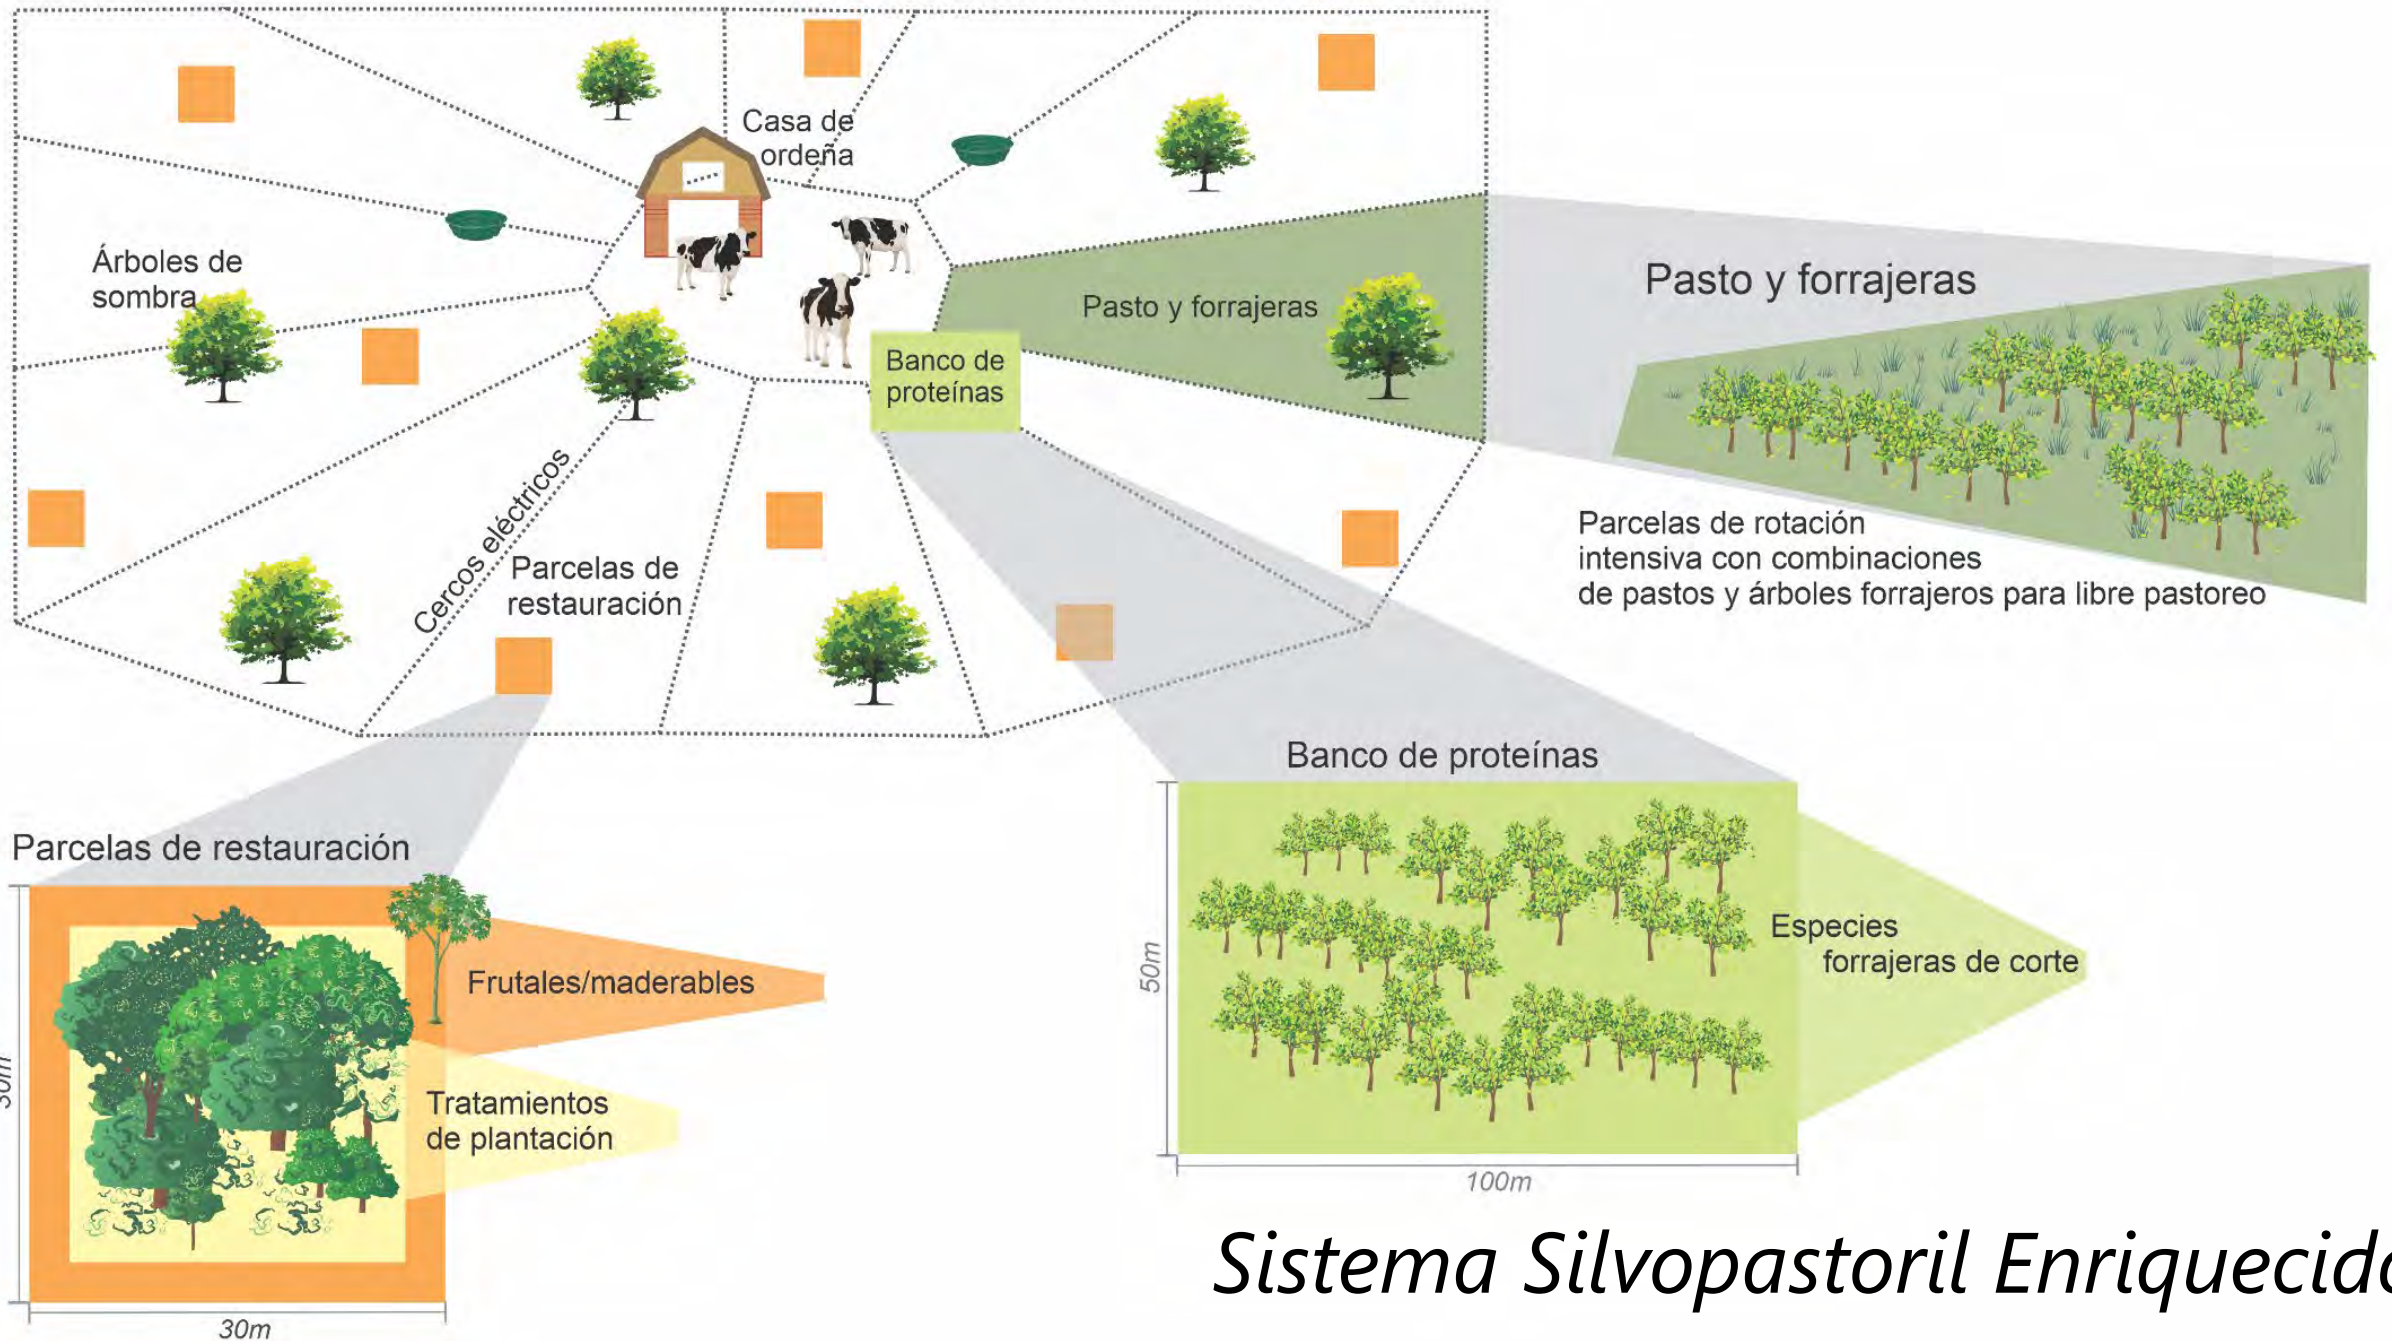 Casa de
ordeña
Árboles de
sombra
Pasto y forrajeras
Banco de
proteínas
Cercos eléctricos
Parcelas de
restauración
Pasto y forrajeras
Parcelas de rotación
intensiva con combinaciones
de pastos y árboles forrajeros para libre pastoreo
Parcelas de restauración
Frutales/maderables
Tratamientos
de plantación
30m
30m
Banco de proteínas
50m
Especies
forrajeras de corte
100m
Sistema Silvopastoril Enriquecido